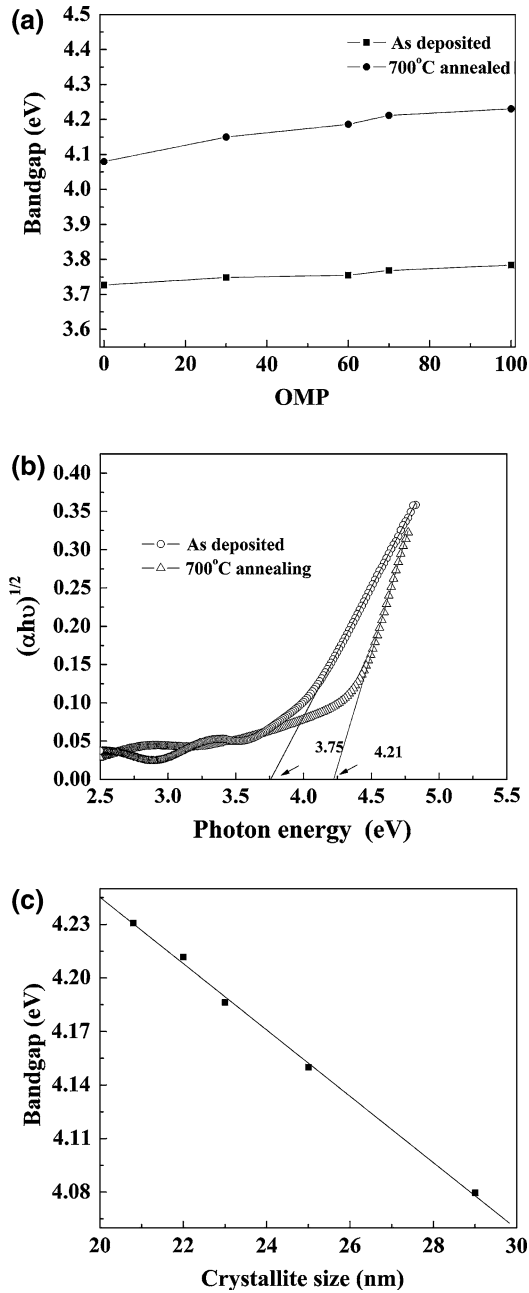 (a)
4.5
4.4
4.3
4.2
4.1
4.0
3.9
3.8
3.7
3.6
Bandgap (eV)
As deposited
700°C annealed
0 20 40 60 80 100
OMP
(b)
0.40
0.35
0.30
0.25
0.20
0.15
0.10
0.05
0.00
(αhυ)1/2
As deposited
700°C annealing
3.75 4.21
2.5 3.0 3.5 4.0 4.5 5.0 5.5
Photon energy (eV)
(c)
4.23
4.20
4.17
4.14
4.11
4.08
Bandgap (eV)
20 22 24 26 28 30
Crystallite size (nm)